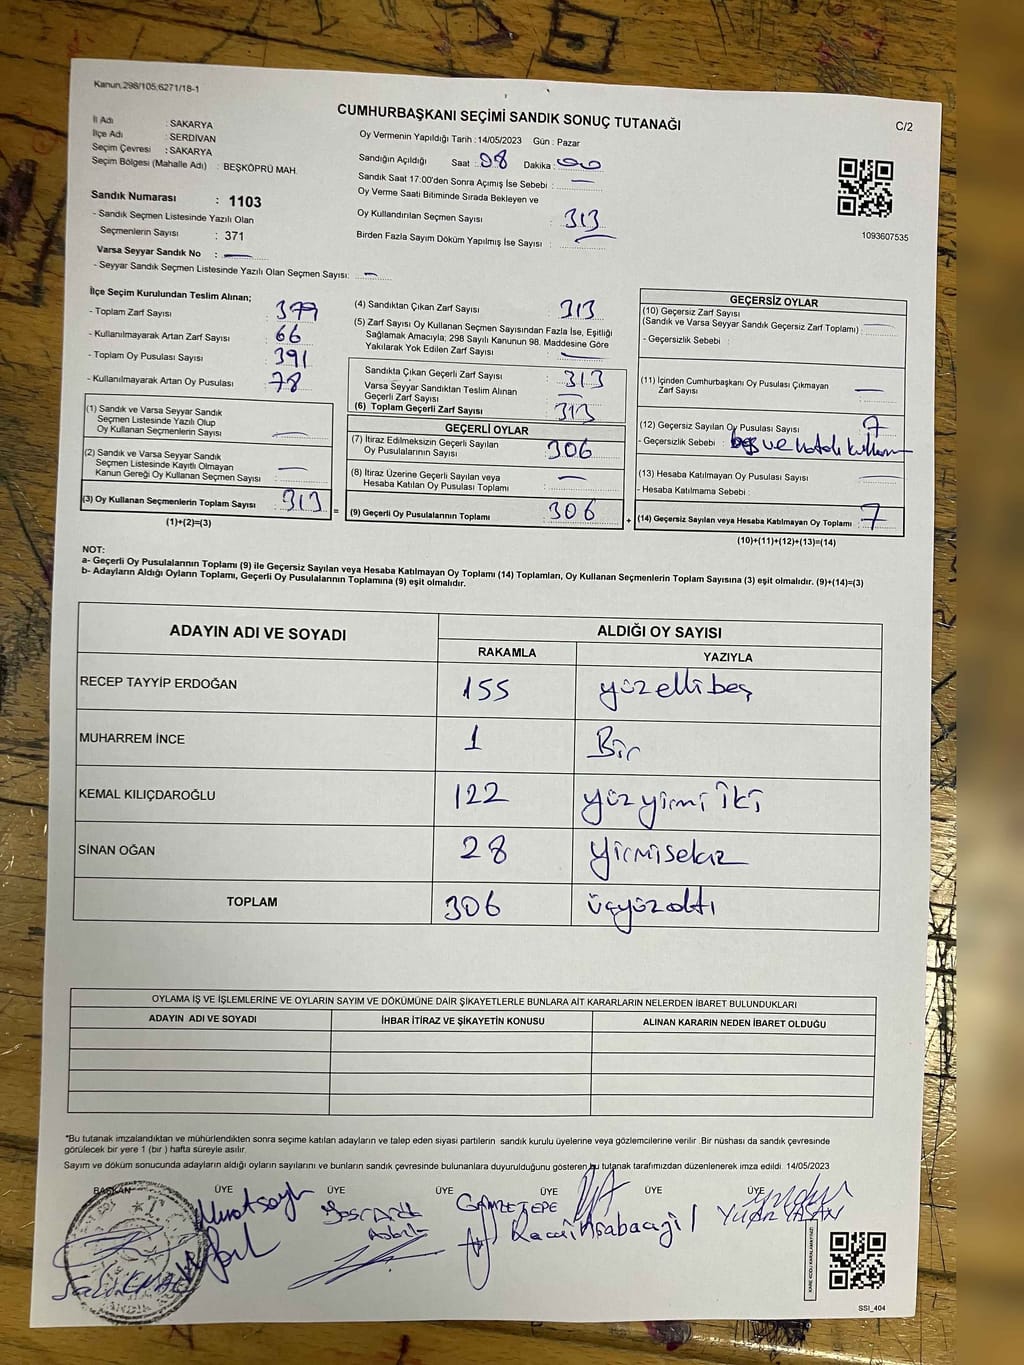 Kanun,298/105,6271/18-1
CUMHURBAŞKANI SEÇİMİ SANDIK SONUÇ TUTANAĞI
C/2
İl Adı : SAKARYA
İlçe Adı : SERDİVAN
Seçim Çevresi : SAKARYA
Seçim Bölgesi (Mahalle Adı) : BEŞKÖPRÜ MAH.
Sandık Numarası : 1103
- Sandık Seçmen Listesinde Yazılı Olan
Seçmenlerin Sayısı : 371
Varsa Seyyar Sandık No :
- Seyyar Sandık Seçmen Listesinde Yazılı Olan Seçmen Sayısı:
Oy Vermenin Yapıldığı Tarih : 14/05/2023 Gün : Pazar
Sandığın Açıldığı Saat : 08 Dakika : 00
Sandık Saat 17:00'den Sonra Açımış İse Sebebi :
Oy Verme Saati Bitiminde Sırada Bekleyen ve
Oy Kullandırılan Seçmen Sayısı : 313
Birden Fazla Sayım Döküm Yapılmış İse Sayısı :
1093607535
İlçe Seçim Kurulundan Teslim Alınan;
- Toplam Zarf Sayısı : 379
- Kullanılmayarak Artan Zarf Sayısı : 66
- Toplam Oy Pusulası Sayısı : 391
- Kullanılmayarak Artan Oy Pusulası : 78
(1) Sandık ve Varsa Seyyar Sandık
Seçmen Listesinde Yazılı Olup
Oy Kullanan Seçmenlerin Sayısı :
(2) Sandık ve Varsa Seyyar Sandık
Seçmen Listesinde Kayıtlı Olmayan
Kanun Gereği Oy Kullanan Seçmen Sayısı :
(3) Oy Kullanan Seçmenlerin Toplam Sayısı : 313
(1)+(2)=(3)
(4) Sandıktan Çıkan Zarf Sayısı : 313
(5) Zarf Sayısı Oy Kullanan Seçmen Sayısından Fazla İse, Eşitliği
Sağlamak Amacıyla; 298 Sayılı Kanunun 98. Maddesine Göre
Yakılarak Yok Edilen Zarf Sayısı :
Sandıkta Çıkan Geçerli Zarf Sayısı : 313
Varsa Seyyar Sandıktan Teslim Alınan
Geçerli Zarf Sayısı :
(6) Toplam Geçerli Zarf Sayısı : 313
GEÇERLİ OYLAR
(7) İtiraz Edilmeksizin Geçerli Sayılan
Oy Pusulalarının Sayısı : 306
(8) İtiraz Üzerine Geçerli Sayılan veya
Hesaba Katılan Oy Pusulası Toplamı :
(9) Geçerli Oy Pusulalarının Toplamı : 306
GEÇERSİZ OYLAR
(10) Geçersiz Zarf Sayısı
(Sandık ve Varsa Seyyar Sandık Geçersiz Zarf Toplamı) :
- Geçersizlik Sebebi :
(11) İçinden Cumhurbaşkanı Oy Pusulası Çıkmayan
Zarf Sayısı :
(12) Geçersiz Sayılan Oy Pusulası Sayısı : 7
- Geçersizlik Sebebi : boş ve hatalı kullanım
(13) Hesaba Katılmayan Oy Pusulası Sayısı :
- Hesaba Katılmama Sebebi :
(14) Geçersiz Sayılan veya Hesaba Katılmayan Oy Toplamı : 7
(10)+(11)+(12)+(13)=(14)
NOT:
a- Geçerli Oy Pusulalarının Toplamı (9) ile Geçersiz Sayılan veya Hesaba Katılmayan Oy Toplamı (14) Toplamları, Oy Kullanan Seçmenlerin Toplam Sayısına (3) eşit olmalıdır. (9)+(14)=(3)
b- Adayların Aldığı Oyların Toplamı, Geçerli Oy Pusulalarının Toplamına (9) eşit olmalıdır.
ADAYIN ADI VE SOYADI ALDIĞI OY SAYISI
RAKAMLA YAZIYLA
RECEP TAYYİP ERDOĞAN 155 yüzellibeş
MUHARREM İNCE 1 Bir
KEMAL KILIÇDAROĞLU 122 yüzyirmi iki
SİNAN OĞAN 28 yirmisekiz
TOPLAM 306 üçyüzaltı
OYLAMA İŞ VE İŞLEMLERİNE VE OYLARIN SAYIM VE DÖKÜMÜNE DAİR ŞİKAYETLERLE BUNLARA AİT KARARLARIN NELERDEN İBARET BULUNDUKLARI
ADAYIN ADI VE SOYADI İHBAR İTİRAZ VE ŞİKAYETİN KONUSU ALINAN KARARIN NEDEN İBARET OLDUĞU
"Bu tutanak imzalandıktan ve mühürlendikten sonra seçime katılan adayların ve talep eden siyasi partilerin sandık kurulu üyelerine veya gözlemcilerine verilir .Bir nüshası da sandık çevresinde
görülecek bir yere 1 (bir ) hafta süreyle asılır.
Sayım ve döküm sonucunda adayların aldığı oyların sayılarını ve bunların sandık çevresinde bulunanlara duyurulduğunu gösteren bu tutanak tarafımızdan düzenlenerek imza edildi. 14/05/2023
BAŞKAN ÜYE ÜYE ÜYE ÜYE ÜYE ÜYE
KARE KODU KARALAMAYINIZ!
SSI_404